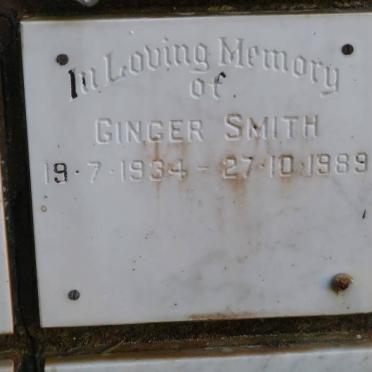 In Loving Memory
of
GINGER SMITH
19·7·1934 - 27·10·1989